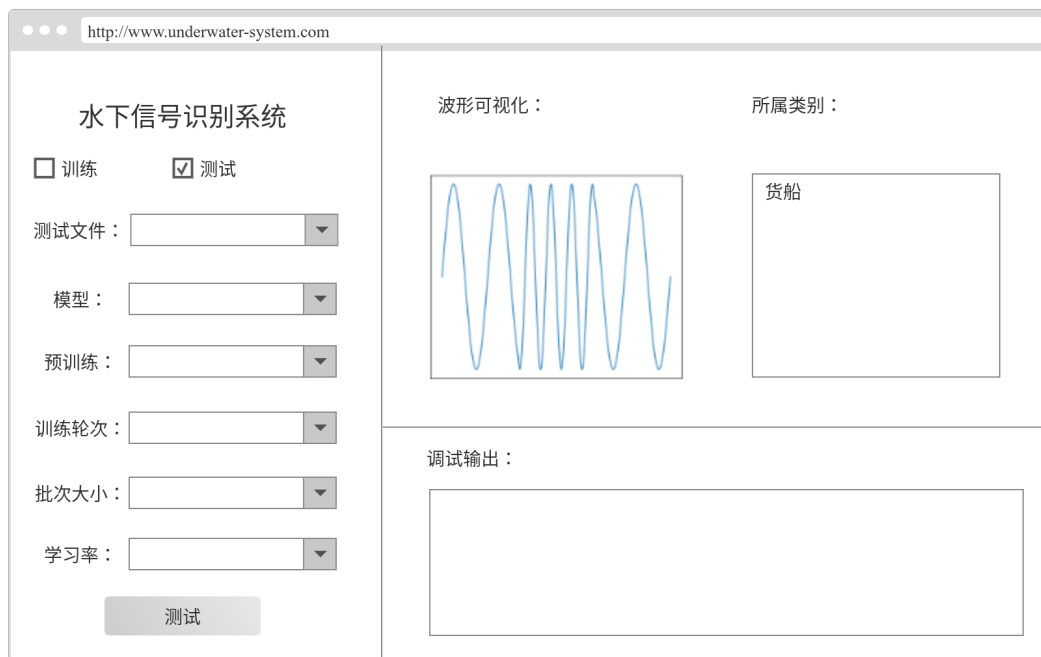 http://www.underwater-system.com
水下信号识别系统
训练 测试
测试文件：
模型：
预训练：
训练轮次：
批次大小：
学习率：
测试
波形可视化：
所属类别：
货船
调试输出：